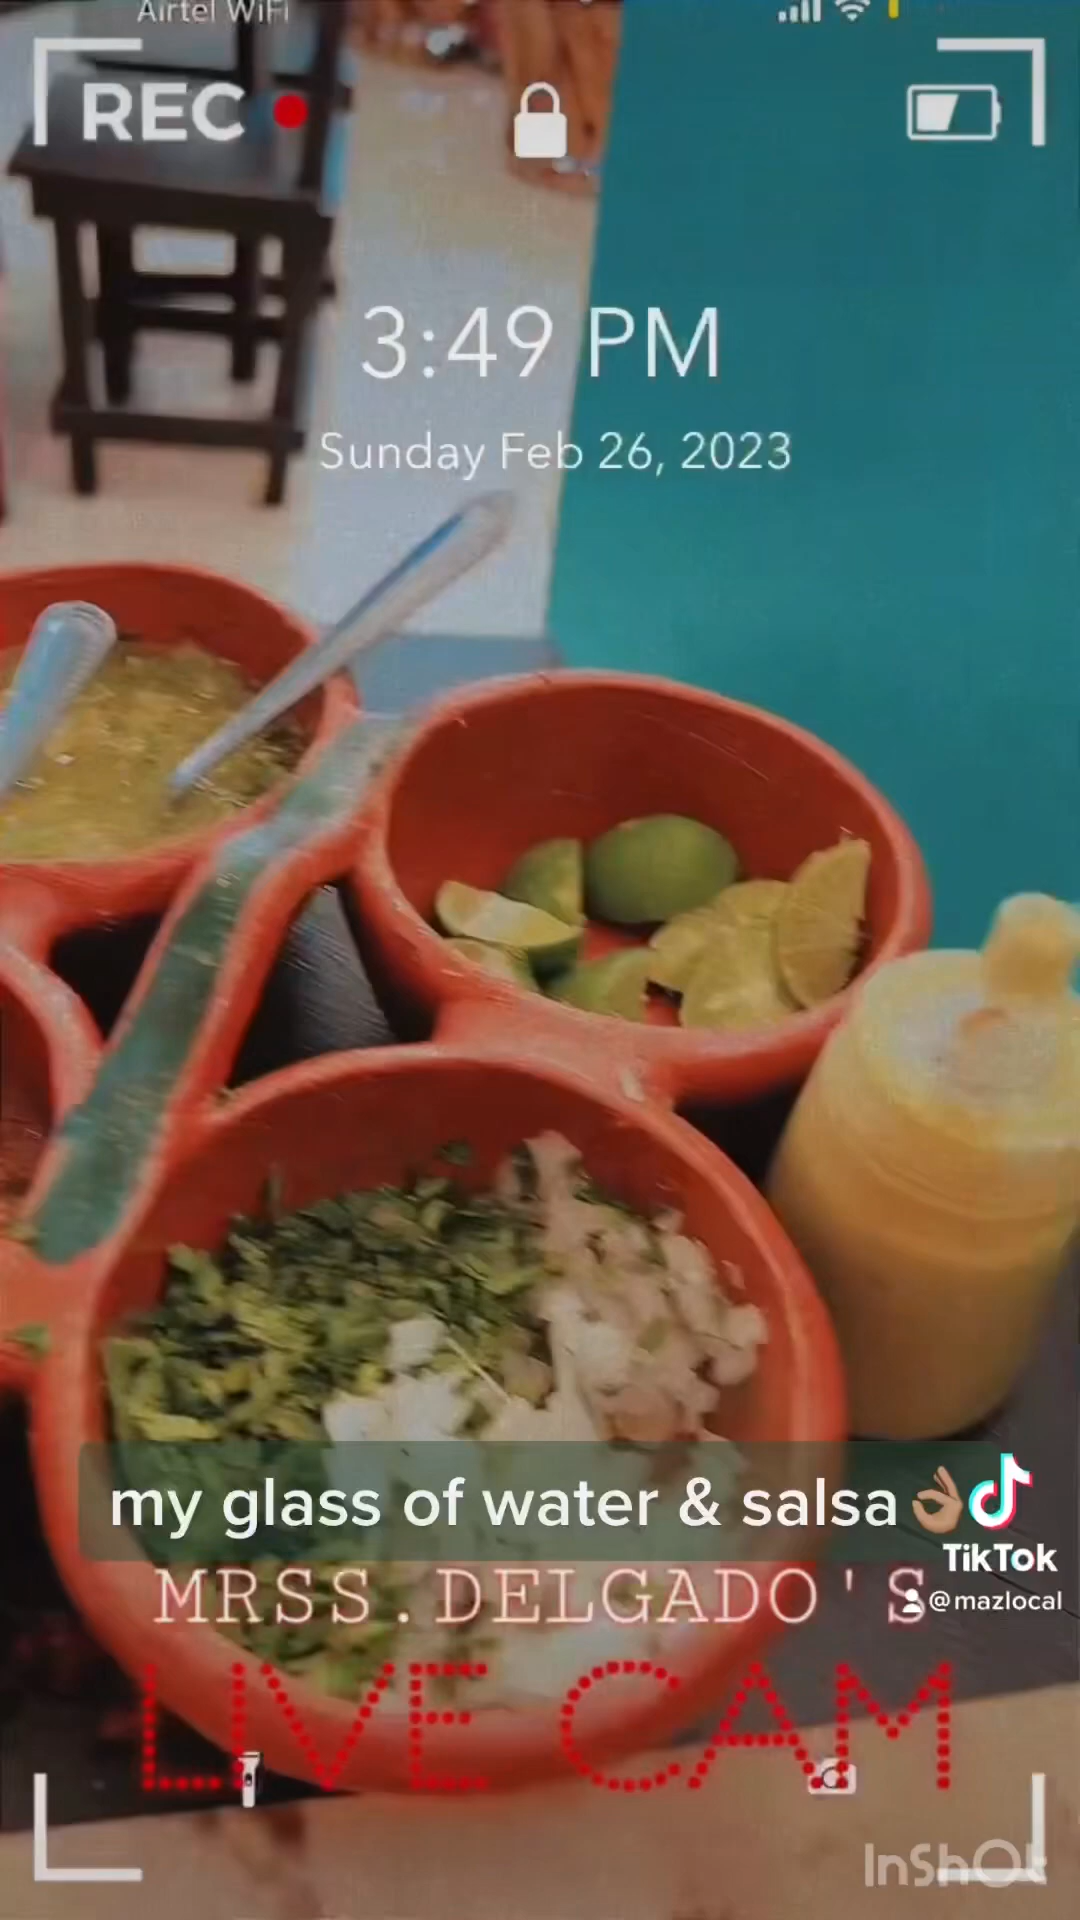 Airtel WiFi
REC
3:49 PM
Sunday Feb 26, 2023
my glass of water & salsa👌🏽
TikTok
@mazlocal
MRSS.DELGADO'S
LIVE CAM
InShOt